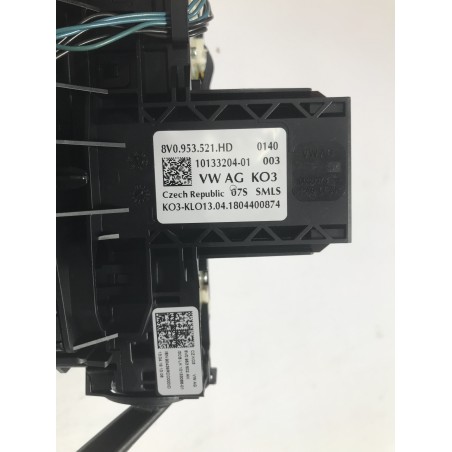 8V0.953.521.HD 0140
10133204-01 003
VW AG KO3
Czech Republic 07S SMLS
KO3-KLO13.04.1804400874